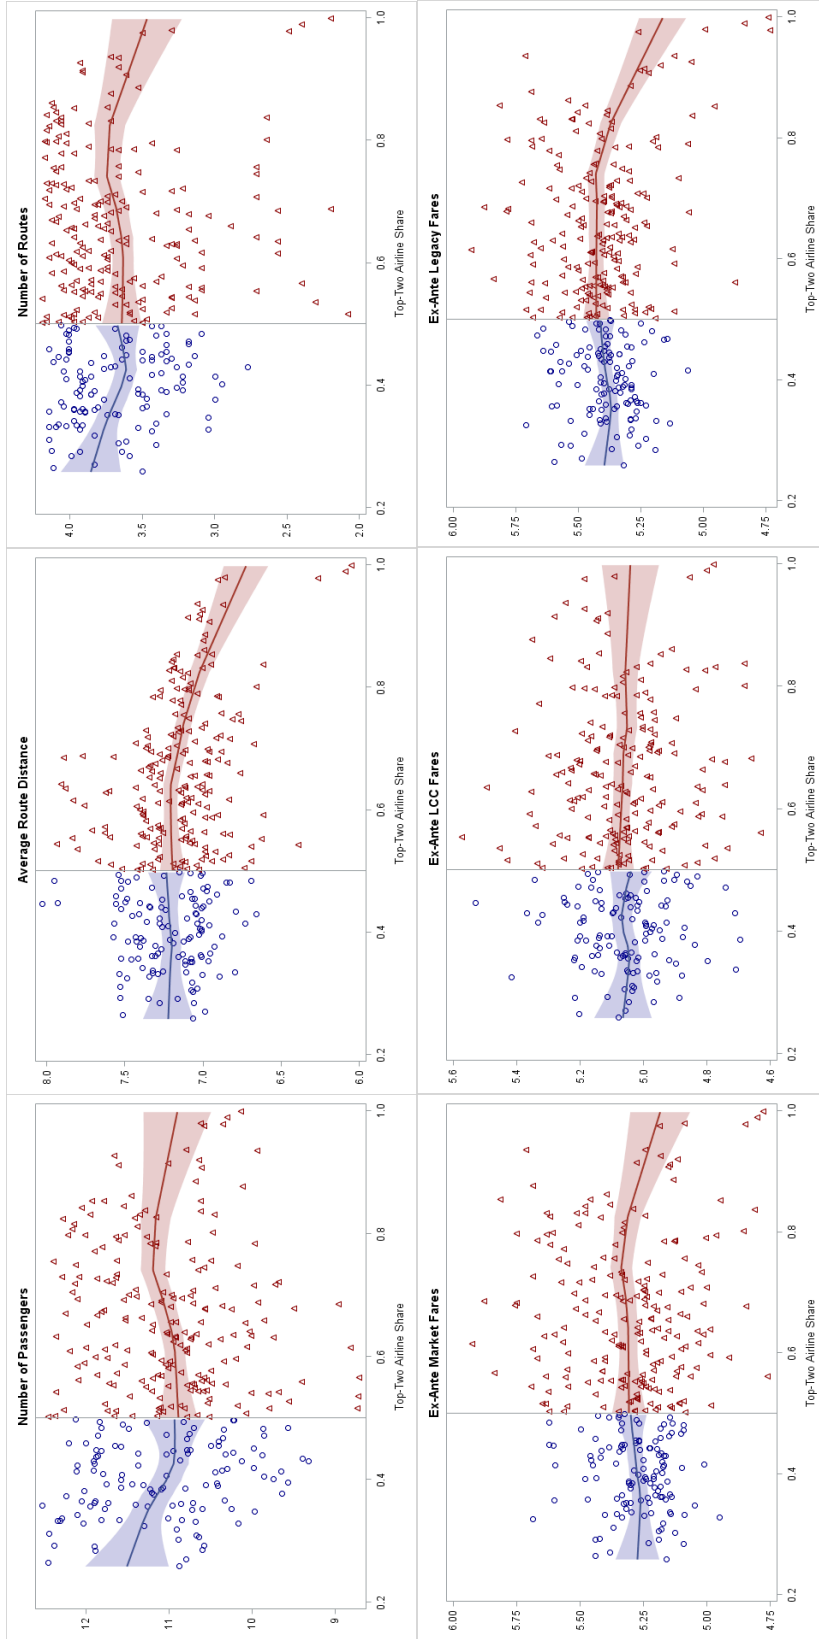 Number of Passengers
12
11
10
9
0.2 0.4 0.6 0.8 1.0
Top-Two Airline Share
Average Route Distance
8.0
7.5
7.0
6.5
6.0
0.2 0.4 0.6 0.8 1.0
Top-Two Airline Share
Number of Routes
4.0
3.5
3.0
2.5
2.0
0.2 0.4 0.6 0.8 1.0
Top-Two Airline Share
Ex-Ante Market Fares
6.00
5.75
5.50
5.25
5.00
4.75
0.2 0.4 0.6 0.8 1.0
Top-Two Airline Share
Ex-Ante LCC Fares
5.6
5.4
5.2
5.0
4.8
4.6
0.2 0.4 0.6 0.8 1.0
Top-Two Airline Share
Ex-Ante Legacy Fares
6.00
5.75
5.50
5.25
5.00
4.75
0.2 0.4 0.6 0.8 1.0
Top-Two Airline Share